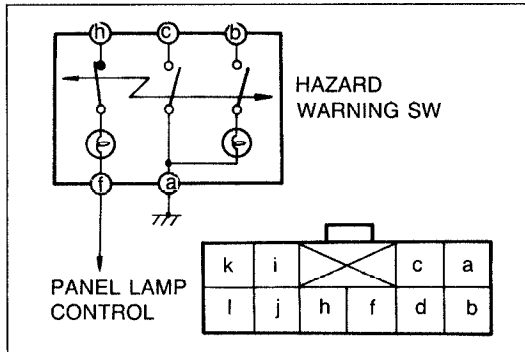 h c b
HAZARD
WARNING SW
f a
PANEL LAMP
CONTROL
k i c a
l j h f d b